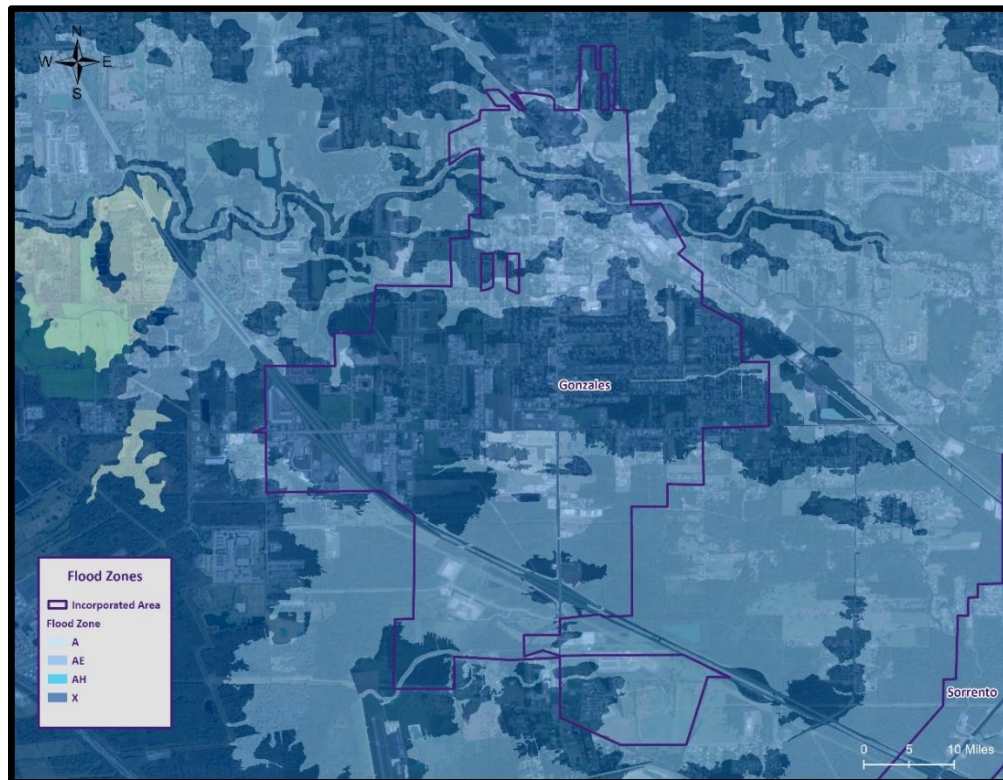 N
W E
S
Gonzales
Sorrento
Flood Zones
Incorporated Area
Flood Zone
A
AE
AH
X
0 5 10 Miles